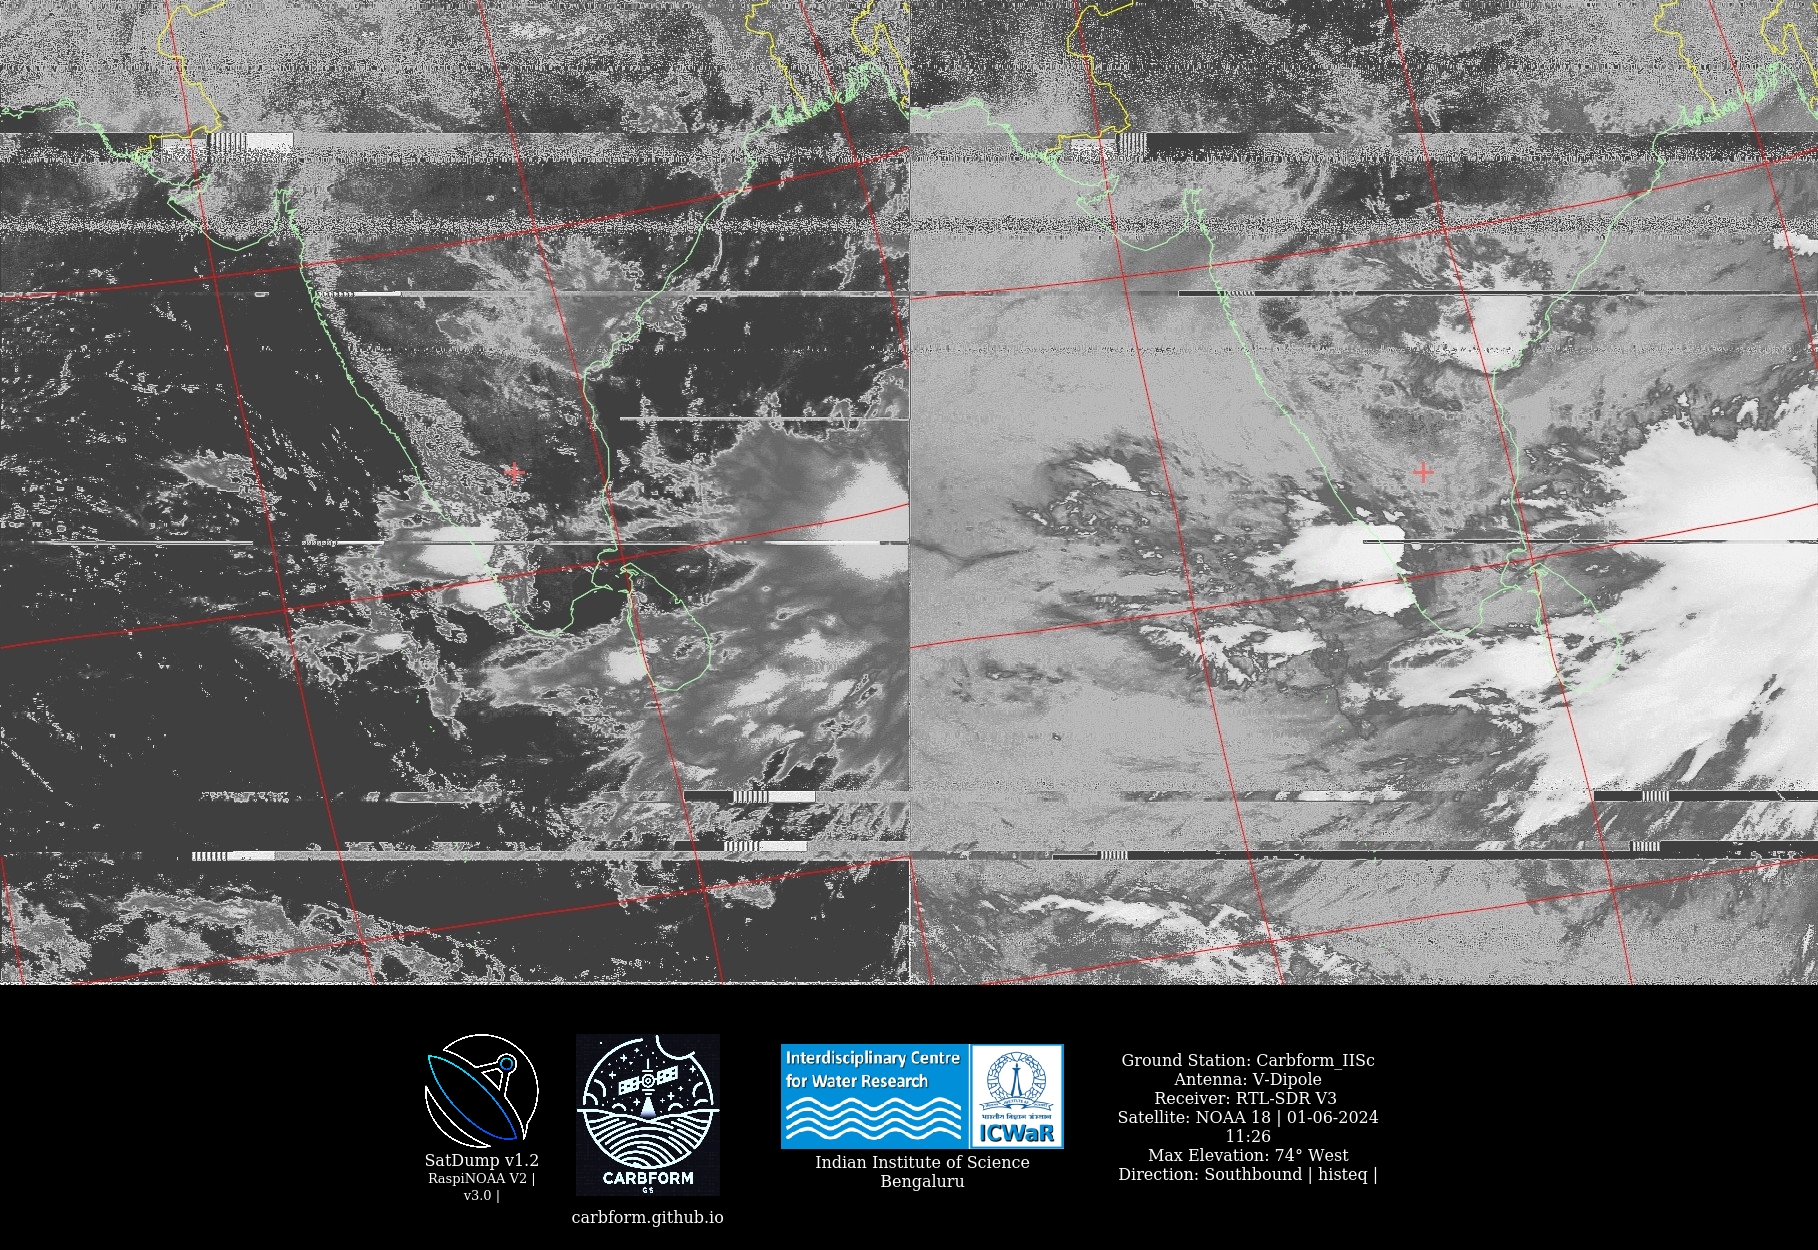 SatDump v1.2
RaspiNOAA V2 |
v3.0 |
CARBFORM
GS
carbform.github.io
Interdisciplinary Centre
for Water Research
ICWaR
Indian Institute of Science
Bengaluru
Ground Station: Carbform_IISc
Antenna: V-Dipole
Receiver: RTL-SDR V3
Satellite: NOAA 18 | 01-06-2024
11:26
Max Elevation: 74° West
Direction: Southbound | histeq |